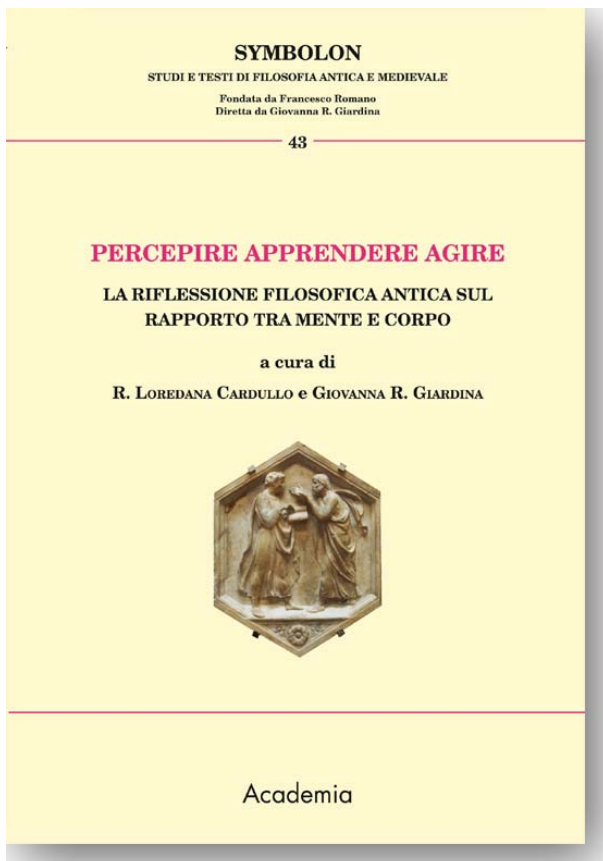 SYMBOLON
STUDI E TESTI DI FILOSOFIA ANTICA E MEDIEVALE
Fondata da Francesco Romano
Diretta da Giovanna R. Giardina
43
PERCEPIRE APPRENDERE AGIRE
LA RIFLESSIONE FILOSOFICA ANTICA SUL
RAPPORTO TRA MENTE E CORPO
a cura di
R. LOREDANA CARDULLO e GIOVANNA R. GIARDINA
Academia